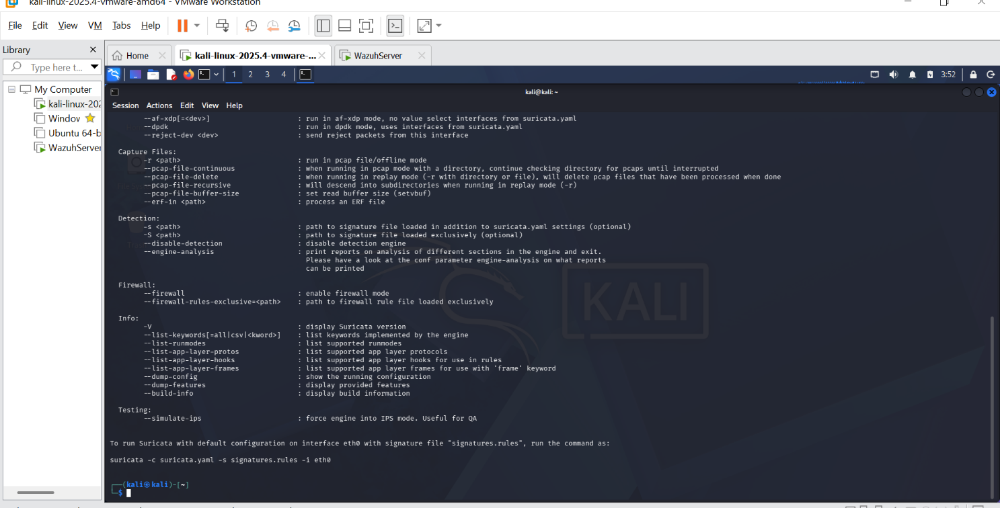 kali-linux-2025.4-vmware-amd64 - VMware Workstation
File Edit View VM Tabs Help
Library
Type here t...
Home
kali-linux-2025.4-vmware-...
WazuhServer
1 2 3 4
3:52
My Computer
kali-linux-202
Window
Ubuntu 64-b
WazuhServer
kali@kali: ~
Session Actions Edit View Help
--af-xdp[=<dev>] : run in af-xdp mode, no value select interfaces from suricata.yaml
--dpdk : run in dpdk mode, uses interfaces from suricata.yaml
--reject-dev <dev> : send reject packets from this interface
Capture Files:
-r <path> : run in pcap file/offline mode
--pcap-file-continuous : when running in pcap mode with a directory, continue checking directory for pcaps until interrupted
--pcap-file-delete : when running in replay mode (-r with directory or file), will delete pcap files that have been processed when done
--pcap-file-recursive : will descend into subdirectories when running in replay mode (-r)
--pcap-file-buffer-size : set read buffer size (setvbuf)
--erf-in <path> : process an ERF file
Detection:
-s <path> : path to signature file loaded in addition to suricata.yaml settings (optional)
-S <path> : path to signature file loaded exclusively (optional)
--disable-detection : disable detection engine
--engine-analysis : print reports on analysis of different sections in the engine and exit.
Please have a look at the conf parameter engine-analysis on what reports
can be printed
Firewall:
--firewall : enable firewall mode
--firewall-rules-exclusive=<path> : path to firewall rule file loaded exclusively
KALI
Info:
-V : display Suricata version
--list-keywords[=all|csv|<kword>] : list keywords implemented by the engine
--list-runmodes : list supported runmodes
--list-app-layer-protos : list supported app layer protocols
--list-app-layer-hooks : list supported app layer hooks for use in rules
--list-app-layer-frames : list supported app layer frames for use with 'frame' keyword
--dump-config : show the running configuration
--dump-features : display provided features
--build-info : display build information
Testing:
--simulate-ips : force engine into IPS mode. Useful for QA
To run Suricata with default configuration on interface eth0 with signature file "signatures.rules", run the command as:
suricata -c suricata.yaml -s signatures.rules -i eth0
┌──(kali㉿kali)-[~]
└─$